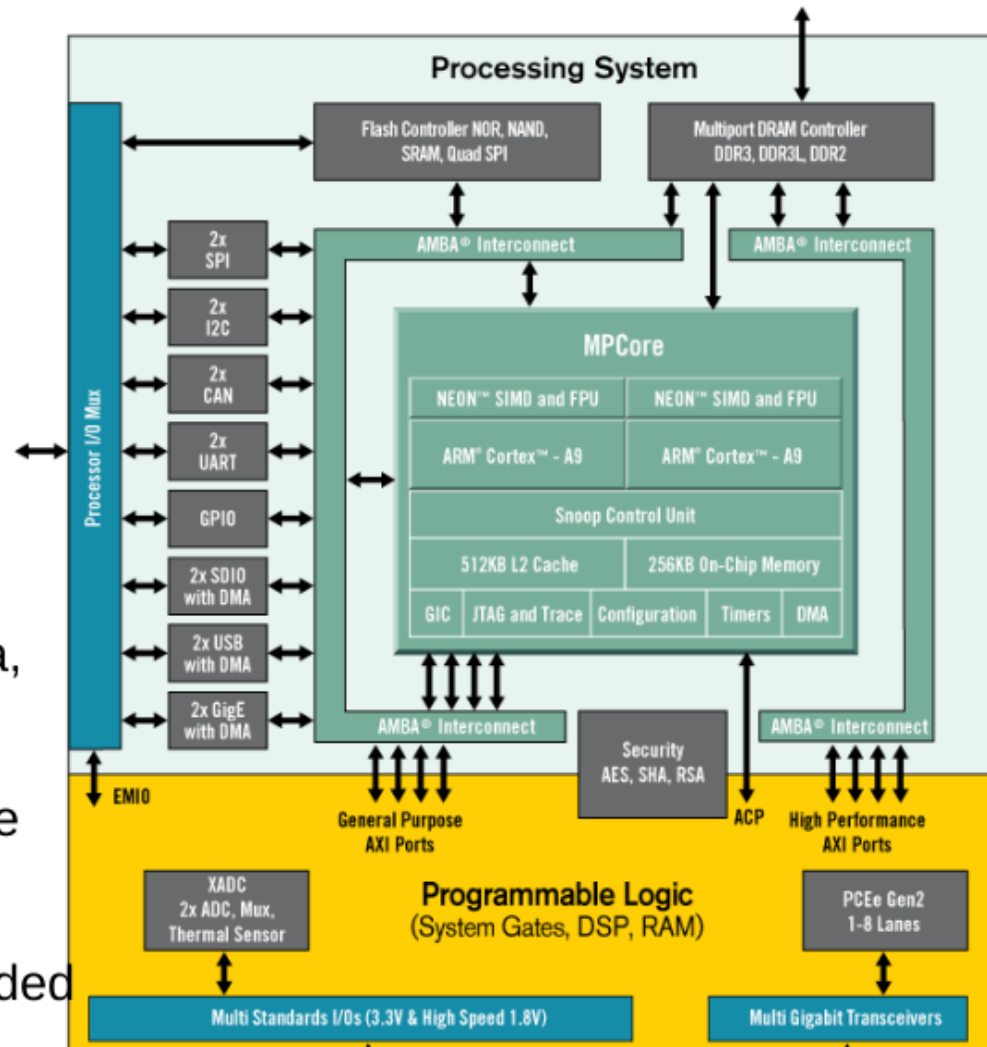 Processing System
Flash Controller NOR, NAND,
SRAM, Quad SPI
Multiport DRAM Controller
DDR3, DDR3L, DDR2
AMBA® Interconnect
AMBA® Interconnect
Processor I/O Mux
2x
SPI
2x
I2C
2x
CAN
2x
UART
GPIO
2x SDIO
with DMA
2x USB
with DMA
2x GigE
with DMA
MPCore
NEON™ SIMD and FPU
NEON™ SIMD and FPU
ARM® Cortex™ - A9
ARM® Cortex™ - A9
Snoop Control Unit
512KB L2 Cache
256KB On-Chip Memory
GIC
JTAG and Trace
Configuration
Timers
DMA
a,
AMBA® Interconnect
Security
AES, SHA, RSA
AMBA® Interconnect
EMIO
e
General Purpose
AXI Ports
ACP
High Performance
AXI Ports
XADC
2x ADC, Mux,
Thermal Sensor
Programmable Logic
(System Gates, DSP, RAM)
PCEe Gen2
1-8 Lanes
ded
Multi Standards I/Os (3.3V & High Speed 1.8V)
Multi Gigabit Transceivers